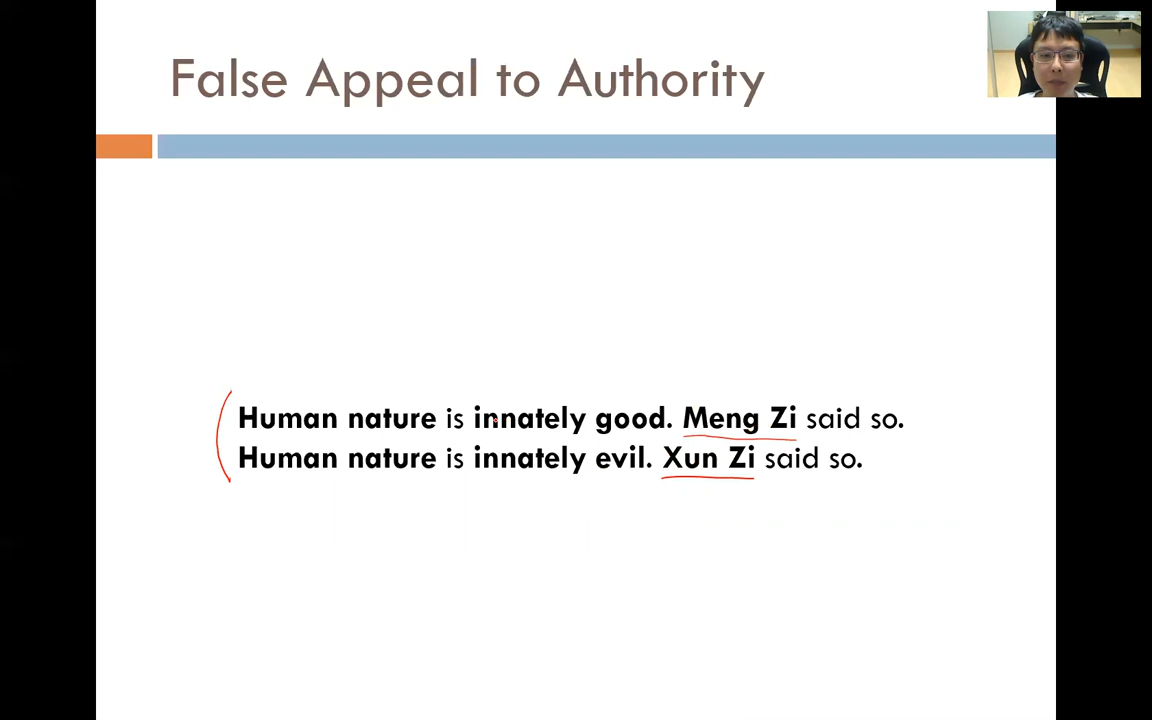 False Appeal to Authority
Human nature is innately good. Meng Zi said so.
Human nature is innately evil. Xun Zi said so.